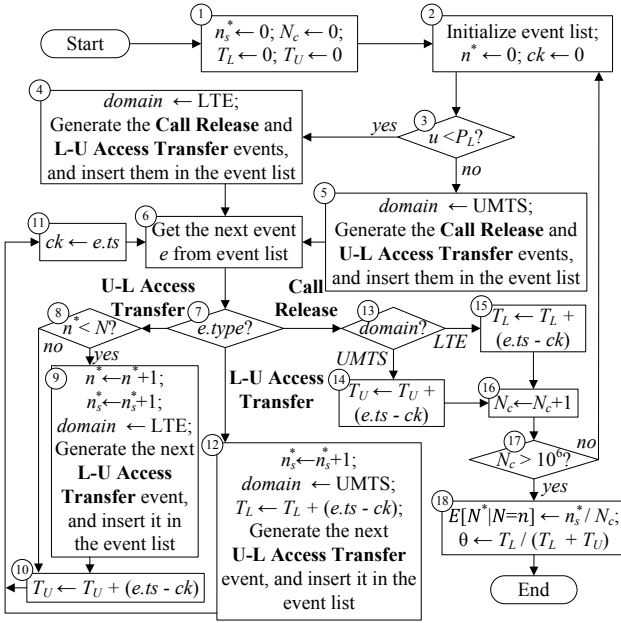 1
Start
n*s←0; Nc←0;
TL←0; TU←0
2
Initialize event list;
n*←0; ck←0
3
u <PL?
yes
no
4
domain ←LTE;
Generate the Call Release and
L-U Access Transfer events,
and insert them in the event list
5
domain ←UMTS;
Generate the Call Release and
U-L Access Transfer events,
and insert them in the event list
6
Get the next event
e from event list
11
ck ←e.ts
U-L Access
Transfer
Call
Release
7
e.type?
8
n*< N?
no
yes
9
n*←n*+1;
n*s←n*s+1;
domain ←LTE;
Generate the next
L-U Access
Transfer event,
and insert it in
the event list
10
TU ←TU + (e.ts - ck)
L-U Access
Transfer
12
n*s←n*s+1;
domain ←UMTS;
TL←TL + (e.ts - ck);
Generate the next
U-L Access Transfer
event, and insert it in the
event list
13
domain?
UMTS
LTE
14
TU ←TU +
(e.ts - ck)
15
TL ←TL +
(e.ts - ck)
16
Nc←Nc+1
17
Nc > 10⁶?
no
yes
18
E[N*|N=n] ←n*s / Nc;
θ ←TL / (TL + TU)
End